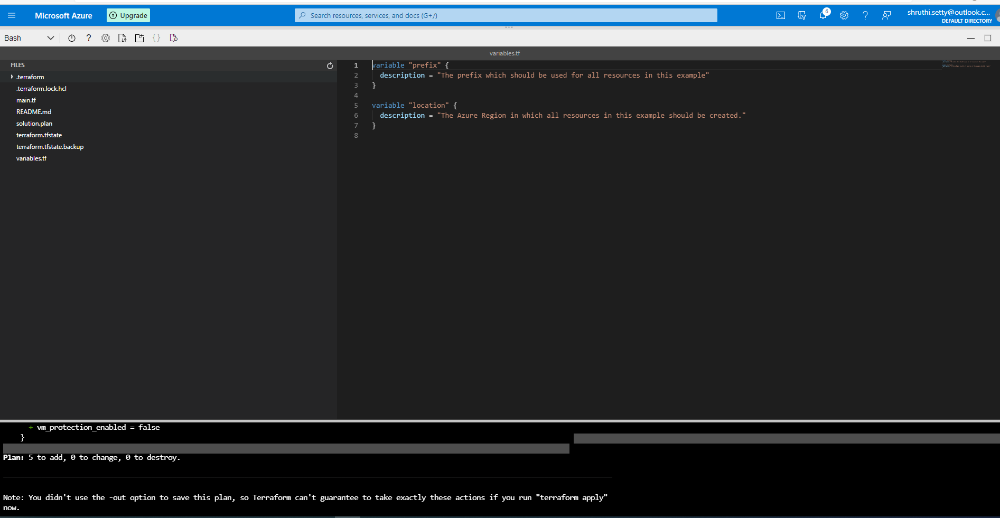 Microsoft Azure
Upgrade
Search resources, services, and docs (G+/)
6
shruthi.setty@outlook.c...
DEFAULT DIRECTORY
Bash
variables.tf
FILES
.terraform
.terraform.lock.hcl
main.tf
README.md
solution.plan
terraform.tfstate
terraform.tfstate.backup
variables.tf
1 variable "prefix" {
2 description = "The prefix which should be used for all resources in this example"
3 }
4
5 variable "location" {
6 description = "The Azure Region in which all resources in this example should be created."
7 }
8
+ vm_protection_enabled = false
}
Plan: 5 to add, 0 to change, 0 to destroy.
Note: You didn't use the -out option to save this plan, so Terraform can't guarantee to take exactly these actions if you run "terraform apply"
now.